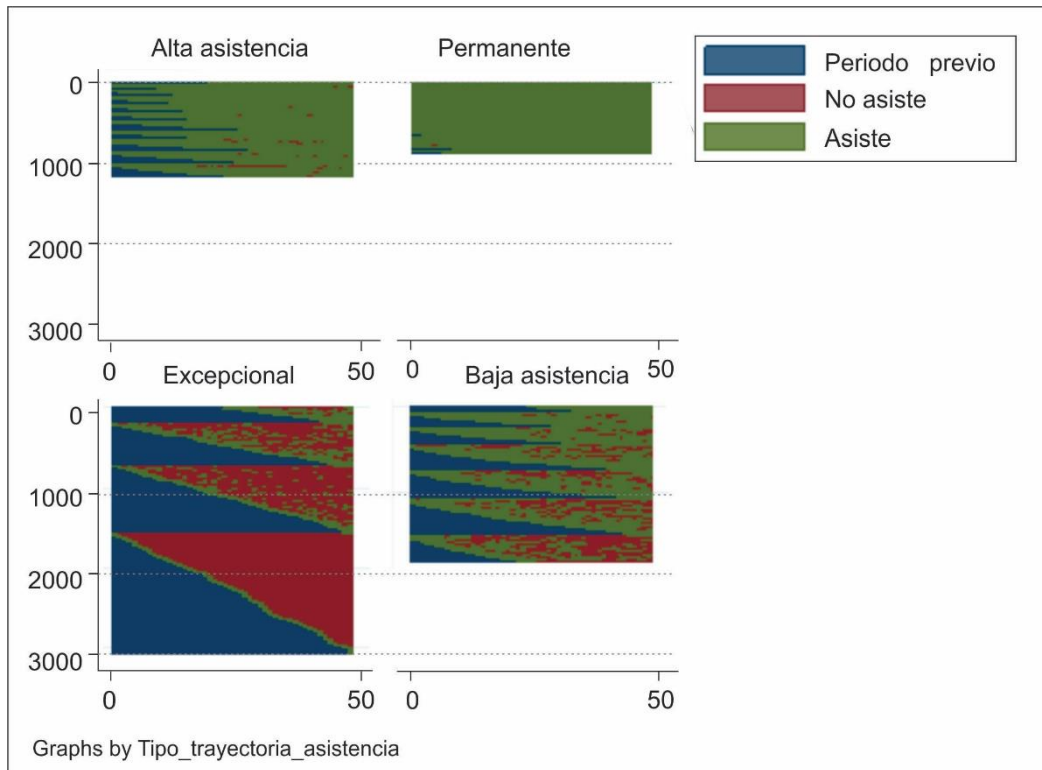 Alta asistencia
Permanente
Periodo previo
No asiste
Asiste
0
1000
2000
3000
0
50
0
50
Excepcional
Baja asistencia
0
1000
2000
3000
0
50
0
50
Graphs by Tipo_trayectoria_asistencia